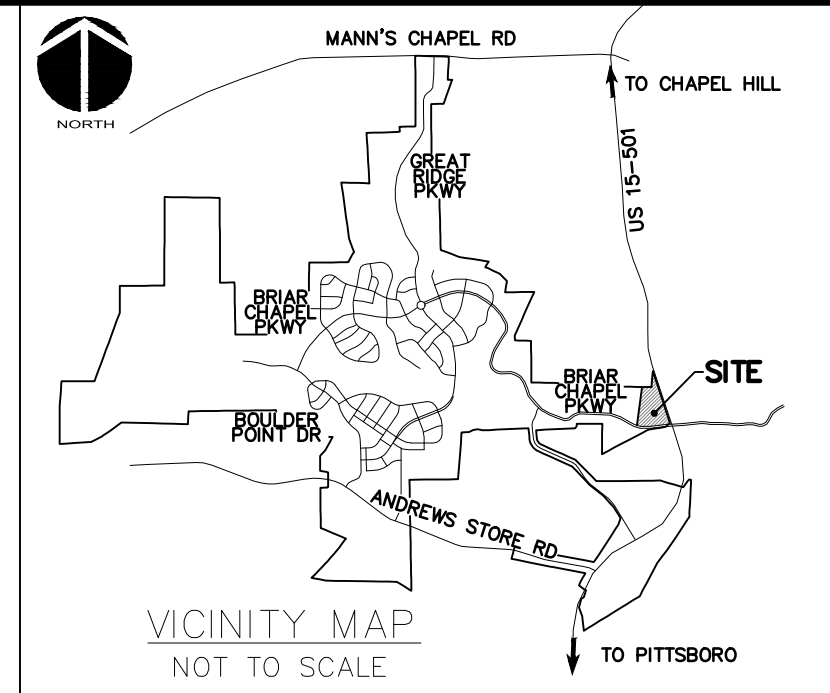 MANN'S CHAPEL RD
NORTH
TO CHAPEL HILL
US 15-501
GREAT
RIDGE
PKWY
BRIAR
CHAPEL
PKWY
SITE
BRIAR
CHAPEL
PKWY
BOULDER
POINT DR
ANDREWS STORE RD
VICINITY MAP
NOT TO SCALE
TO PITTSBORO